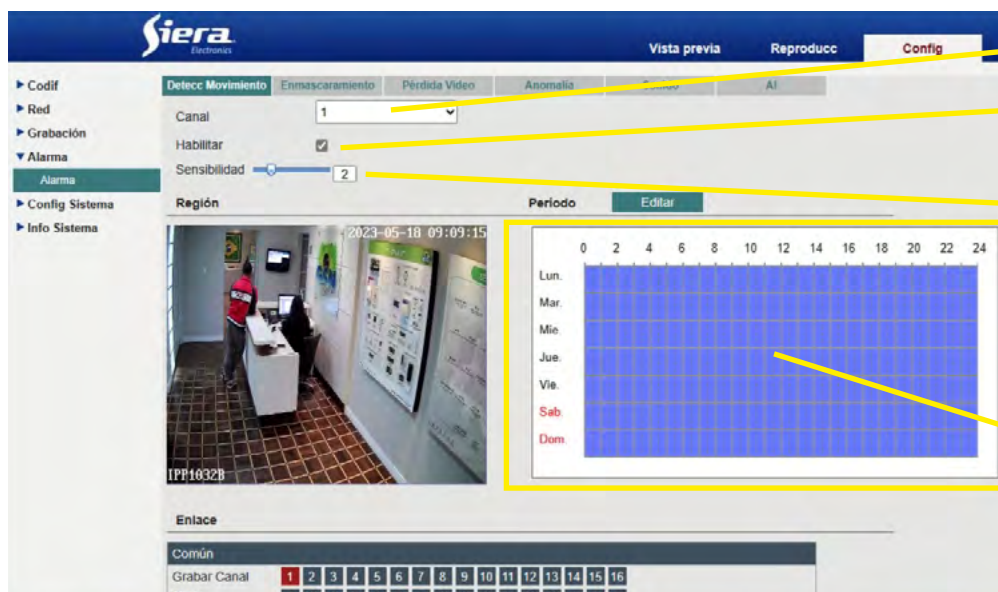 Siera
Electronics
Vista previa Reproducc Config
Codif
Red
Grabación
Alarma
Alarma
Config Sistema
Info Sistema
Detecc Movimiento Enmascaramiento Pérdida Video Anomalía Sonido AI
Canal 1
Habilitar
Sensibilidad 2
Región Período Editar
2023-05-18 09:09:15
0 2 4 6 8 10 12 14 16 18 20 22 24
Lun.
Mar.
Mie.
Jue.
Vie.
Sab.
Dom.
IPP1032B
Enlace
Común
Grabar Canal 1 2 3 4 5 6 7 8 9 10 11 12 13 14 15 16